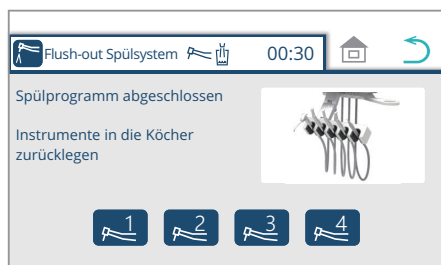 Flush-out Spülsystem 00:30
Spülprogramm abgeschlossen
Instrumente in die Köcher
zurücklegen
1 2 3 4